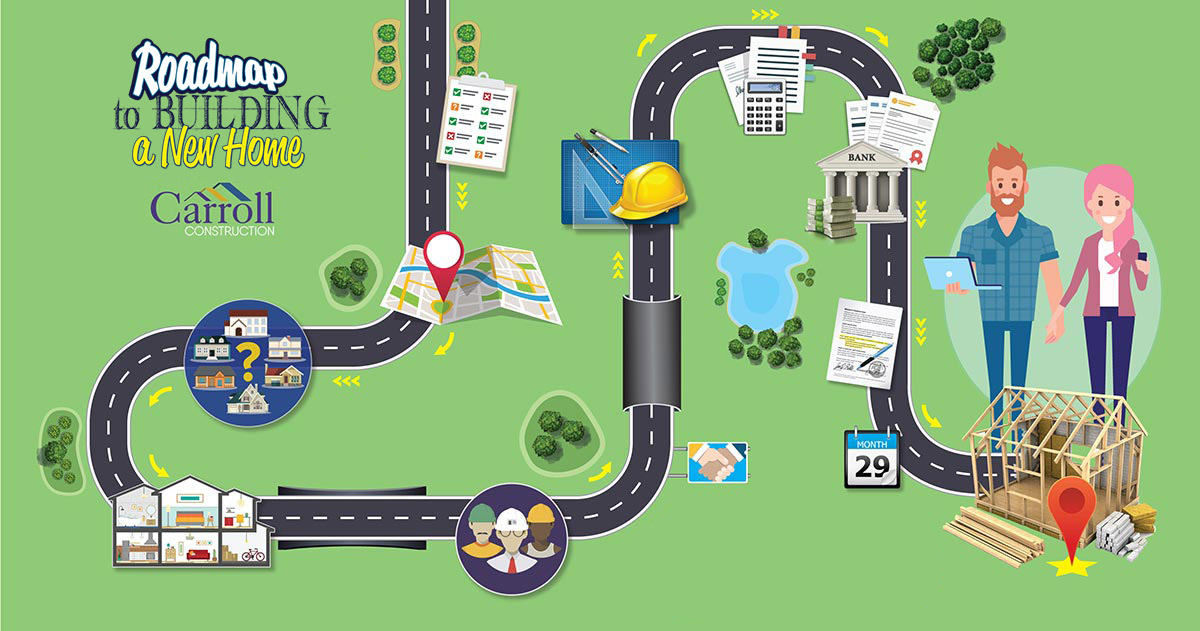 Roadmap
to BUILDING
a New Home
Carroll
CONSTRUCTION
?
BANK
MONTH
29